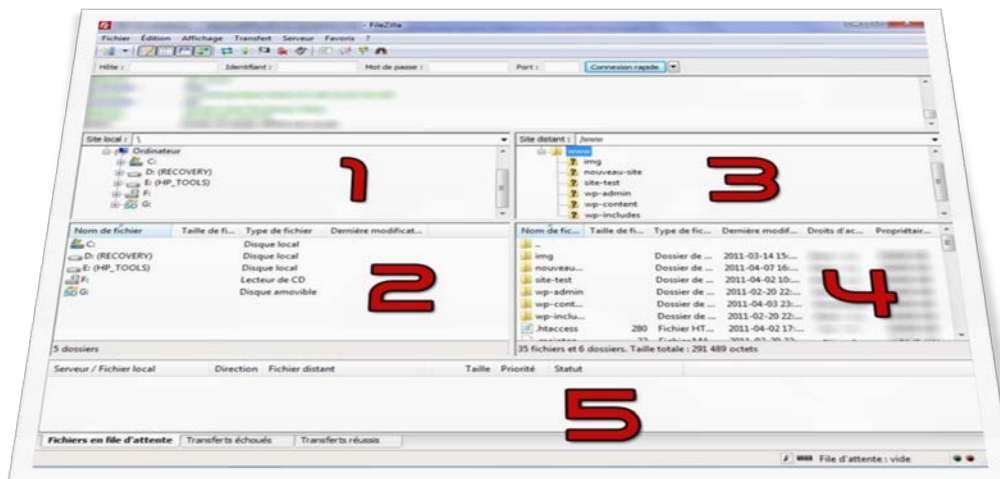 - FileZilla
Fichier Édition Affichage Transfert Serveur Favoris ?
Hôte : Identifiant : Mot de passe : Port : Connexion rapide
Site local : \
Ordinateur
C:
D: (RECOVERY)
E: (HP_TOOLS)
F:
G:
1
Site distant : /www
www
img
nouveau-site
site-test
wp-admin
wp-content
wp-includes
3
Nom de fichier Taille de fi... Type de fichier Dernière modificat...
C: Disque local
D: (RECOVERY) Disque local
E: (HP_TOOLS) Disque local
F: Lecteur de CD
G: Disque amovible
2
5 dossiers
Nom de fic... Taille de fi... Type de fic... Dernière modif... Droits d'ac... Propriétair...
..
img Dossier de ... 2011-03-14 15:...
nouveau... Dossier de ... 2011-04-07 16:...
site-test Dossier de ... 2011-04-02 10:...
wp-admin Dossier de ... 2011-02-20 22:...
wp-cont... Dossier de ... 2011-04-03 23:...
wp-inclu... Dossier de ... 2011-02-20 22:...
.htaccess 280 Fichier HT... 2011-04-02 17:...
4
35 fichiers et 6 dossiers. Taille totale : 291 489 octets
Serveur / Fichier local Direction Fichier distant Taille Priorité Statut
5
Fichiers en file d'attente Transferts échoués Transferts réussis
File d'attente : vide